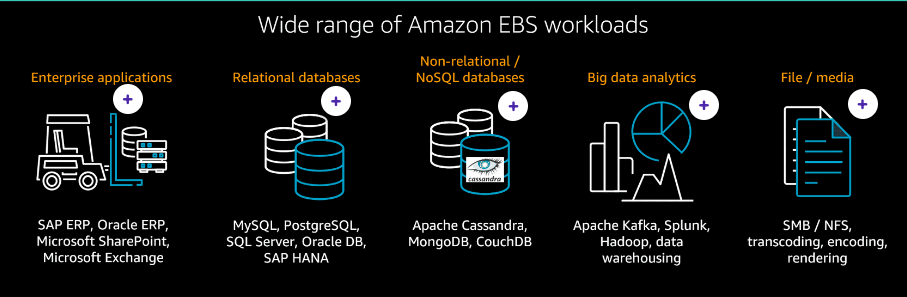 Wide range of Amazon EBS workloads
Enterprise applications
SAP ERP, Oracle ERP,
Microsoft SharePoint,
Microsoft Exchange
Relational databases
MySQL, PostgreSQL,
SQL Server, Oracle DB,
SAP HANA
Non-relational /
NoSQL databases
cassandra
Apache Cassandra,
MongoDB, CouchDB
Big data analytics
Apache Kafka, Splunk,
Hadoop, data
warehousing
File / media
SMB / NFS,
transcoding, encoding,
rendering